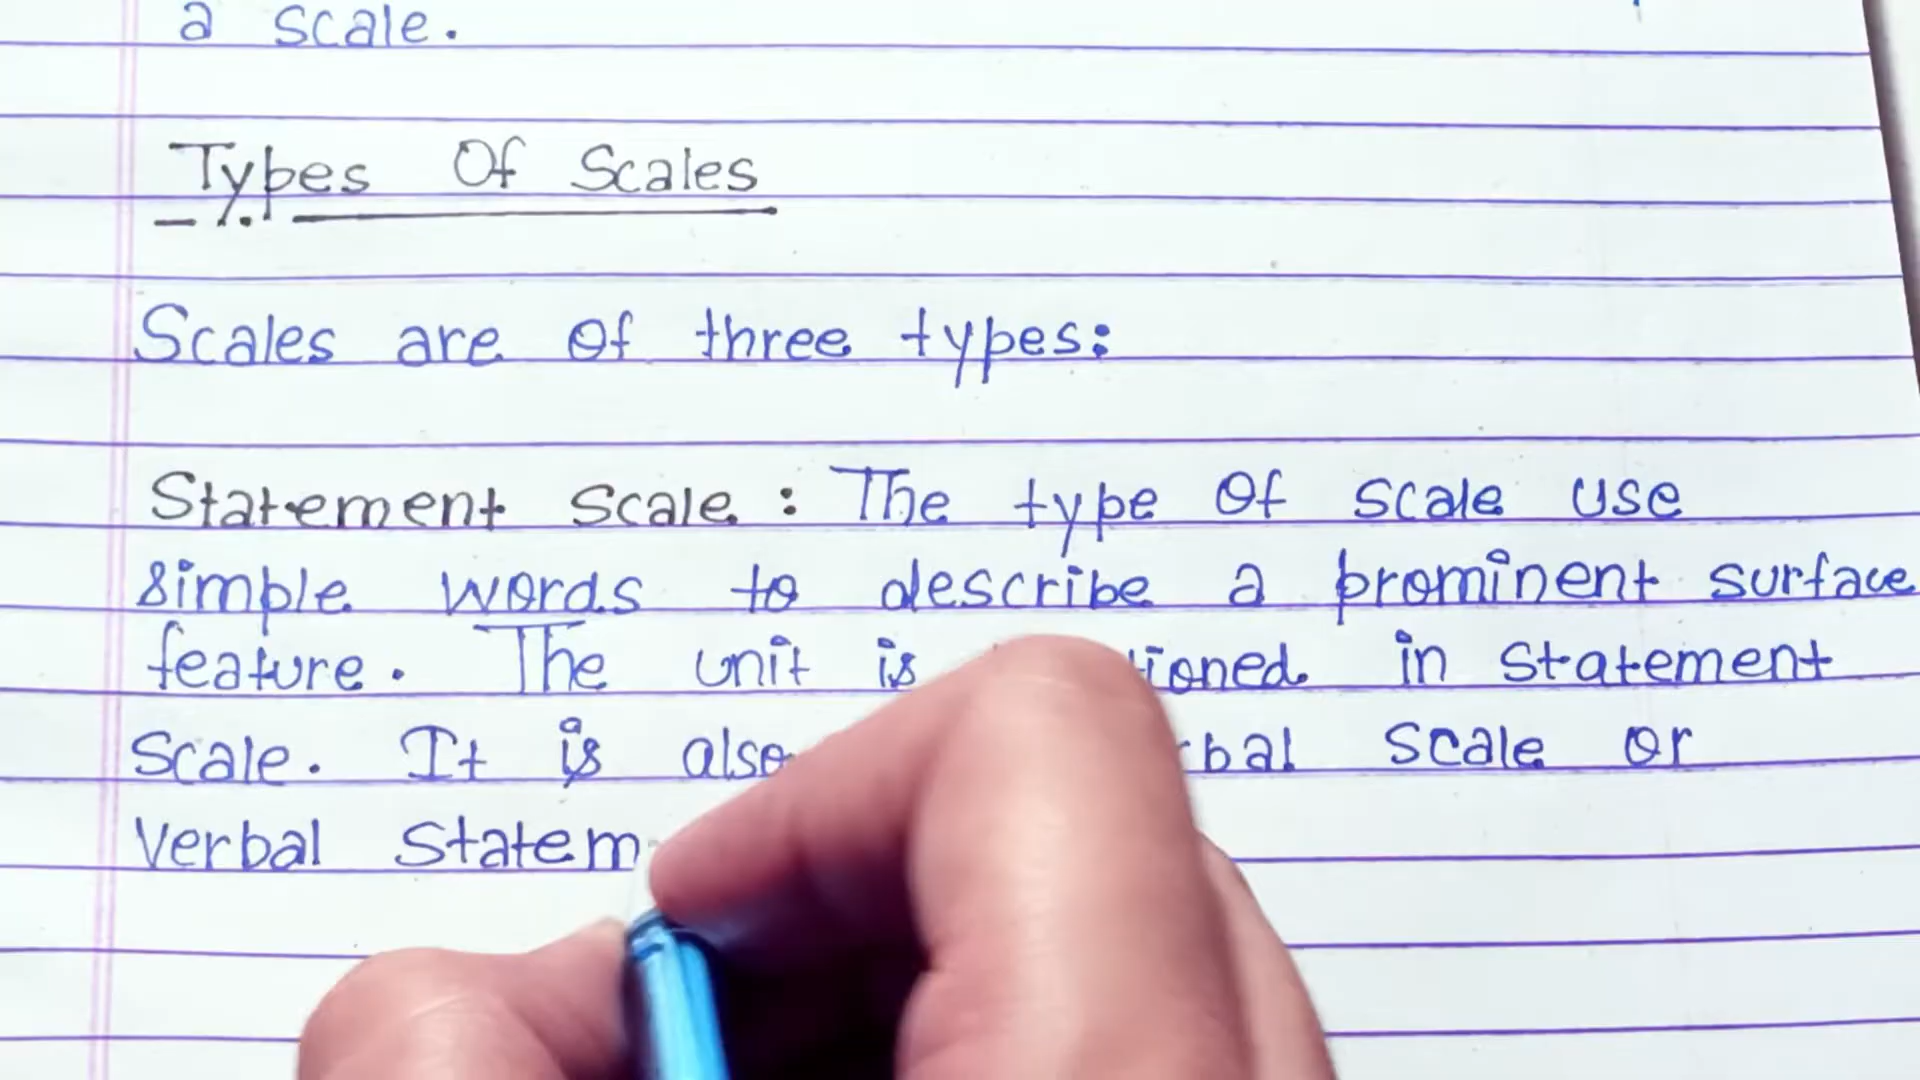 a scale.
Types Of Scales
Scales are of three types:
Statement Scale : The type of scale use
simple words to describe a prominent surface
feature. The unit is in statement
Scale. It is also scale or
Verbal